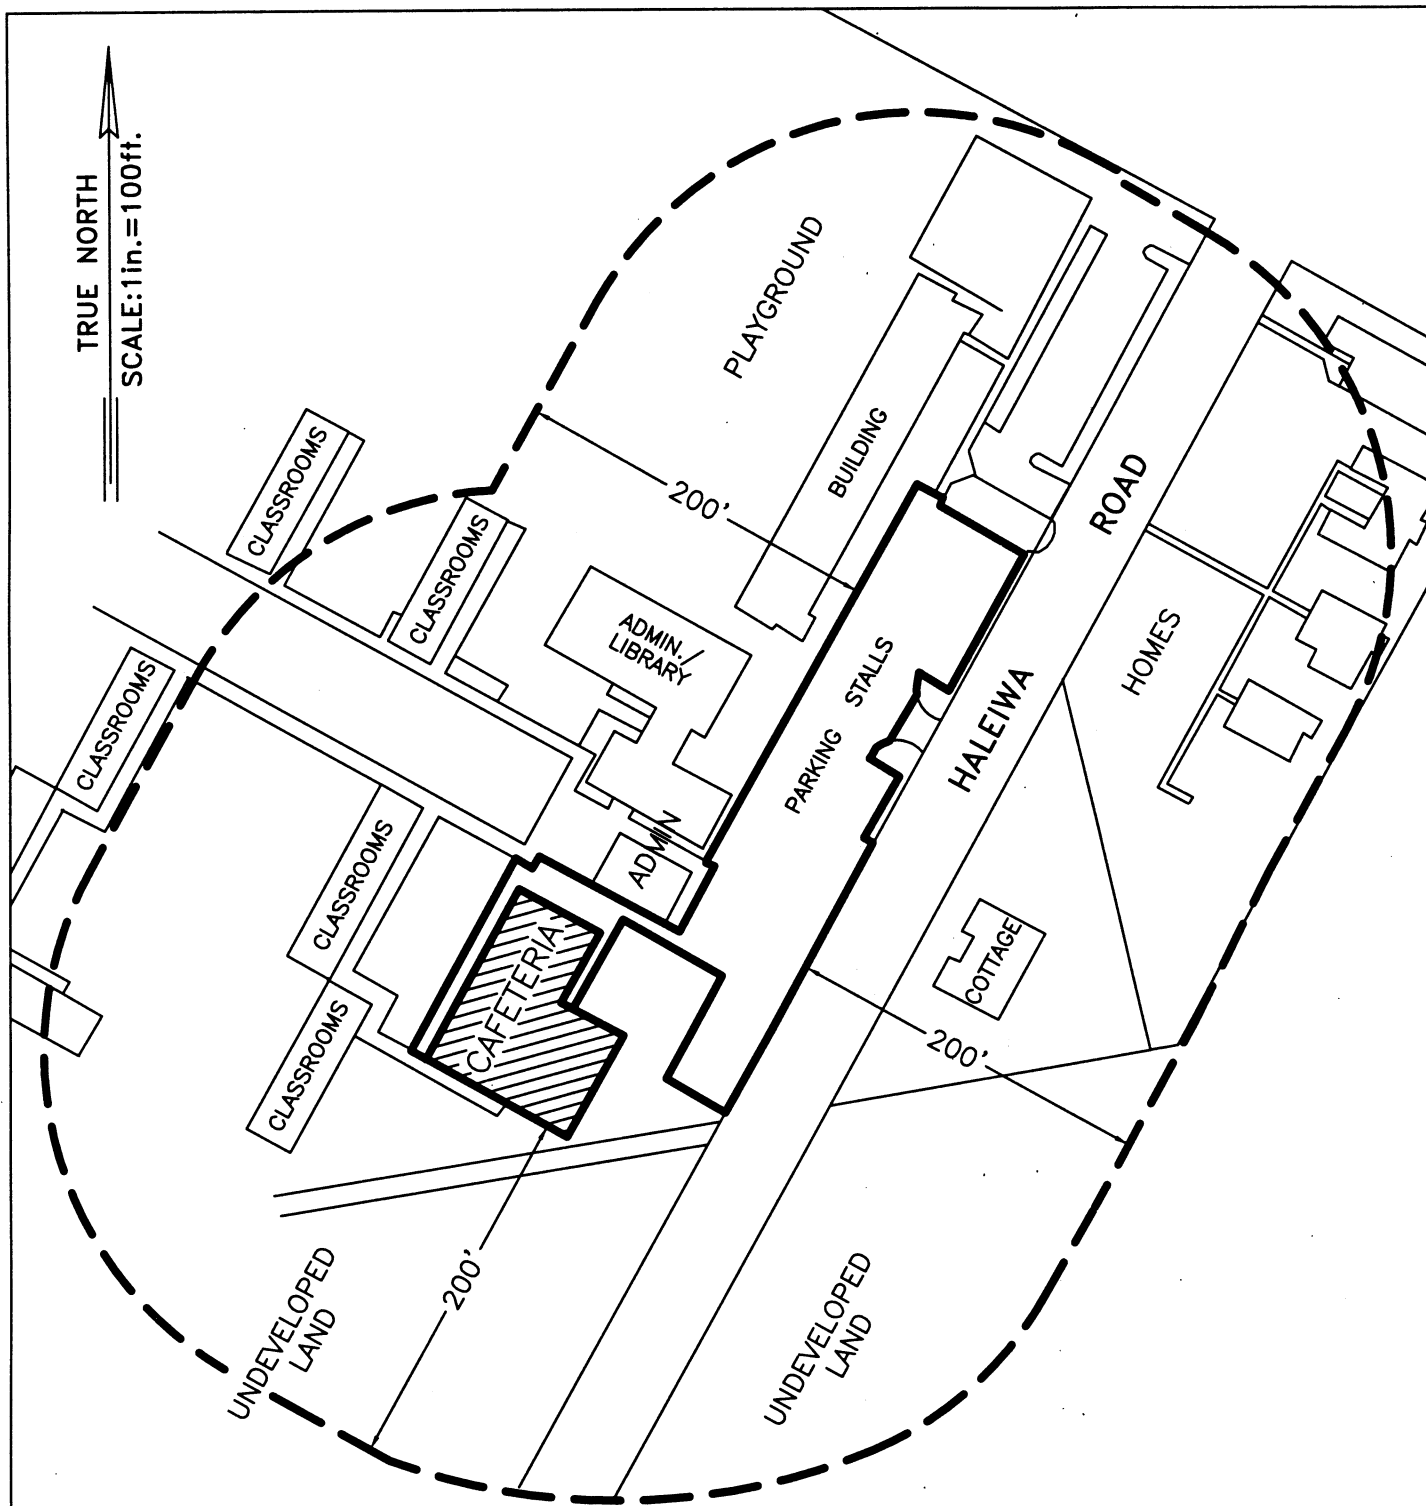 TRUE NORTH
SCALE:1in.=100ft.
PLAYGROUND
CLASSROOMS
BUILDING
200'
ROAD
CLASSROOMS
ADMIN./
LIBRARY
STALLS
HOMES
CLASSROOMS
PARKING
HALEIWA
ADMIN
CLASSROOMS
CAFETERIA
COTTAGE
CLASSROOMS
200'
200'
UNDEVELOPED
LAND
UNDEVELOPED
LAND